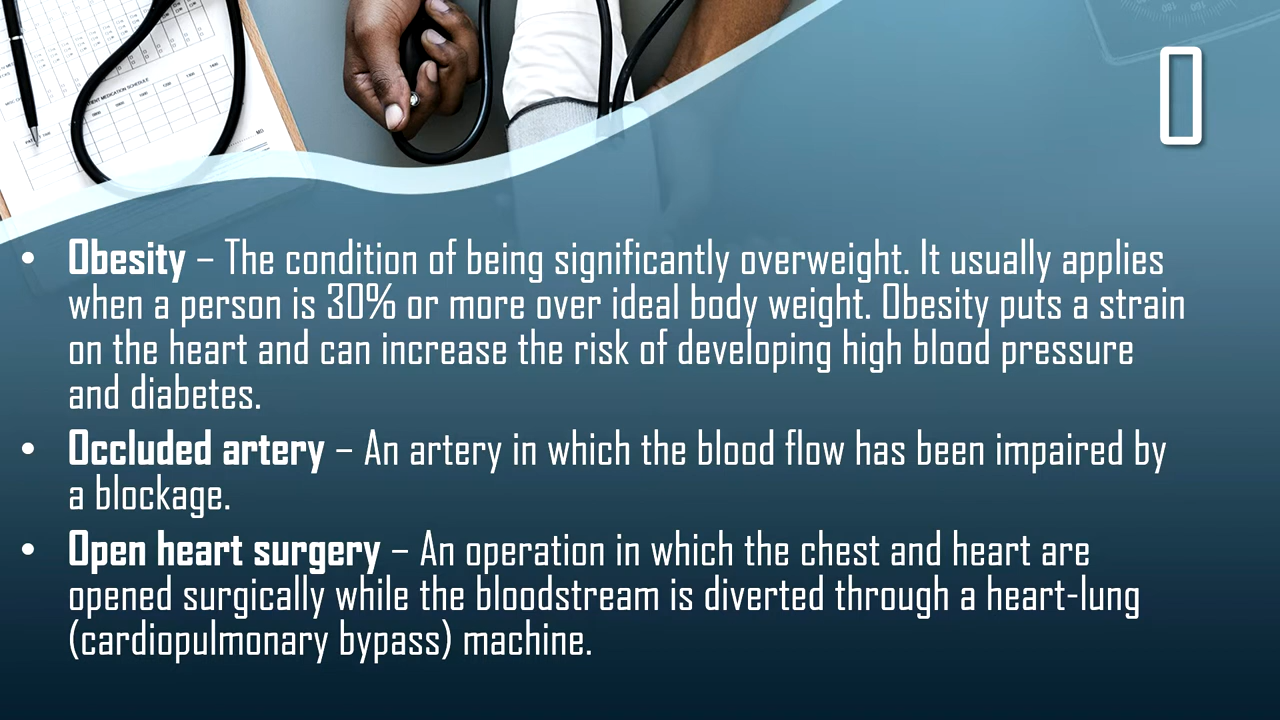 O
• Obesity – The condition of being significantly overweight. It usually applies
when a person is 30% or more over ideal body weight. Obesity puts a strain
on the heart and can increase the risk of developing high blood pressure
and diabetes.
• Occluded artery – An artery in which the blood flow has been impaired by
a blockage.
• Open heart surgery – An operation in which the chest and heart are
opened surgically while the bloodstream is diverted through a heart-lung
(cardiopulmonary bypass) machine.